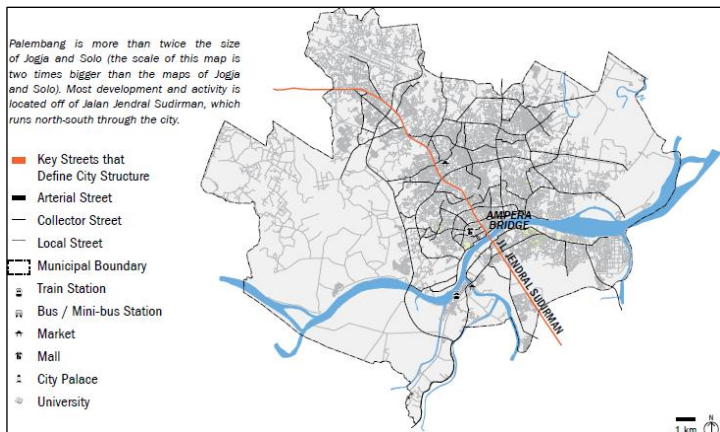 Palembang is more than twice the size
of Jogja and Solo (the scale of this map is
two times bigger than the maps of Jogja
and Solo). Most development and activity is
located off of Jalan Jendral Sudirman, which
runs north-south through the city.
Key Streets that
Define City Structure
Arterial Street
Collector Street
Local Street
Municipal Boundary
Train Station
Bus / Mini-bus Station
Market
Mall
City Palace
University
AMPERA
BRIDGE
JL JENDRAL SUDIRMAN
1 km
N